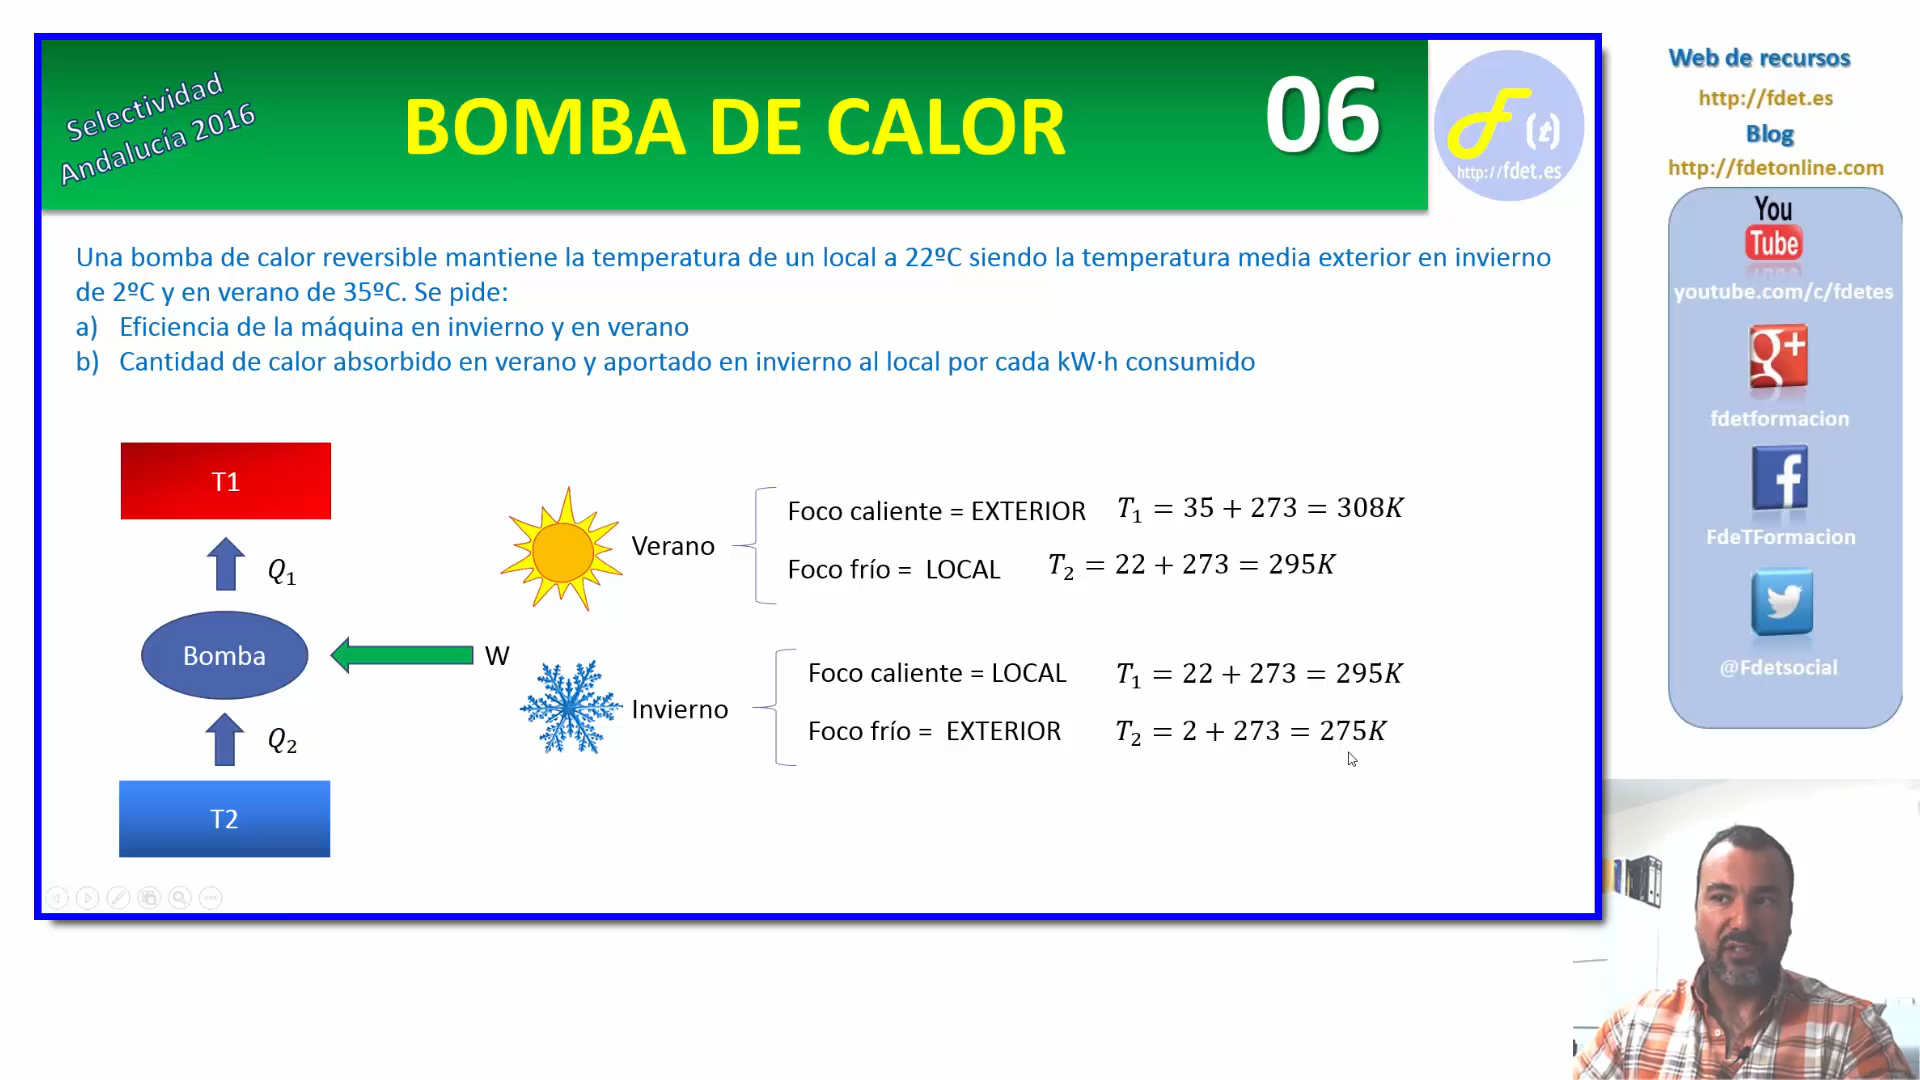 Selectividad
Andalucía 2016
BOMBA DE CALOR
06
F(t)
http://fdet.es
Una bomba de calor reversible mantiene la temperatura de un local a 22ºC siendo la temperatura media exterior en invierno
de 2ºC y en verano de 35ºC. Se pide:
a) Eficiencia de la máquina en invierno y en verano
b) Cantidad de calor absorbido en verano y aportado en invierno al local por cada kW·h consumido
T1
Q₁
Bomba
W
Q₂
T2
Verano
Foco caliente = EXTERIOR T₁ = 35 + 273 = 308K
Foco frío = LOCAL T₂ = 22 + 273 = 295K
Invierno
Foco caliente = LOCAL T₁ = 22 + 273 = 295K
Foco frío = EXTERIOR T₂ = 2 + 273 = 275K
Web de recursos
http://fdet.es
Blog
http://fdetonline.com
You
Tube
youtube.com/c/fdetes
g+
fdetformacion
f
FdeTFormacion
@Fdetsocial